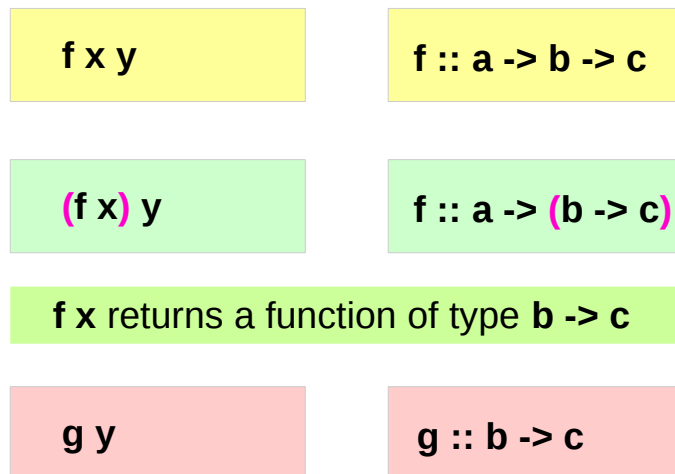 f x y
f :: a -> b -> c
(f x) y
f :: a -> (b -> c)
f x returns a function of type b -> c
g y
g :: b -> c